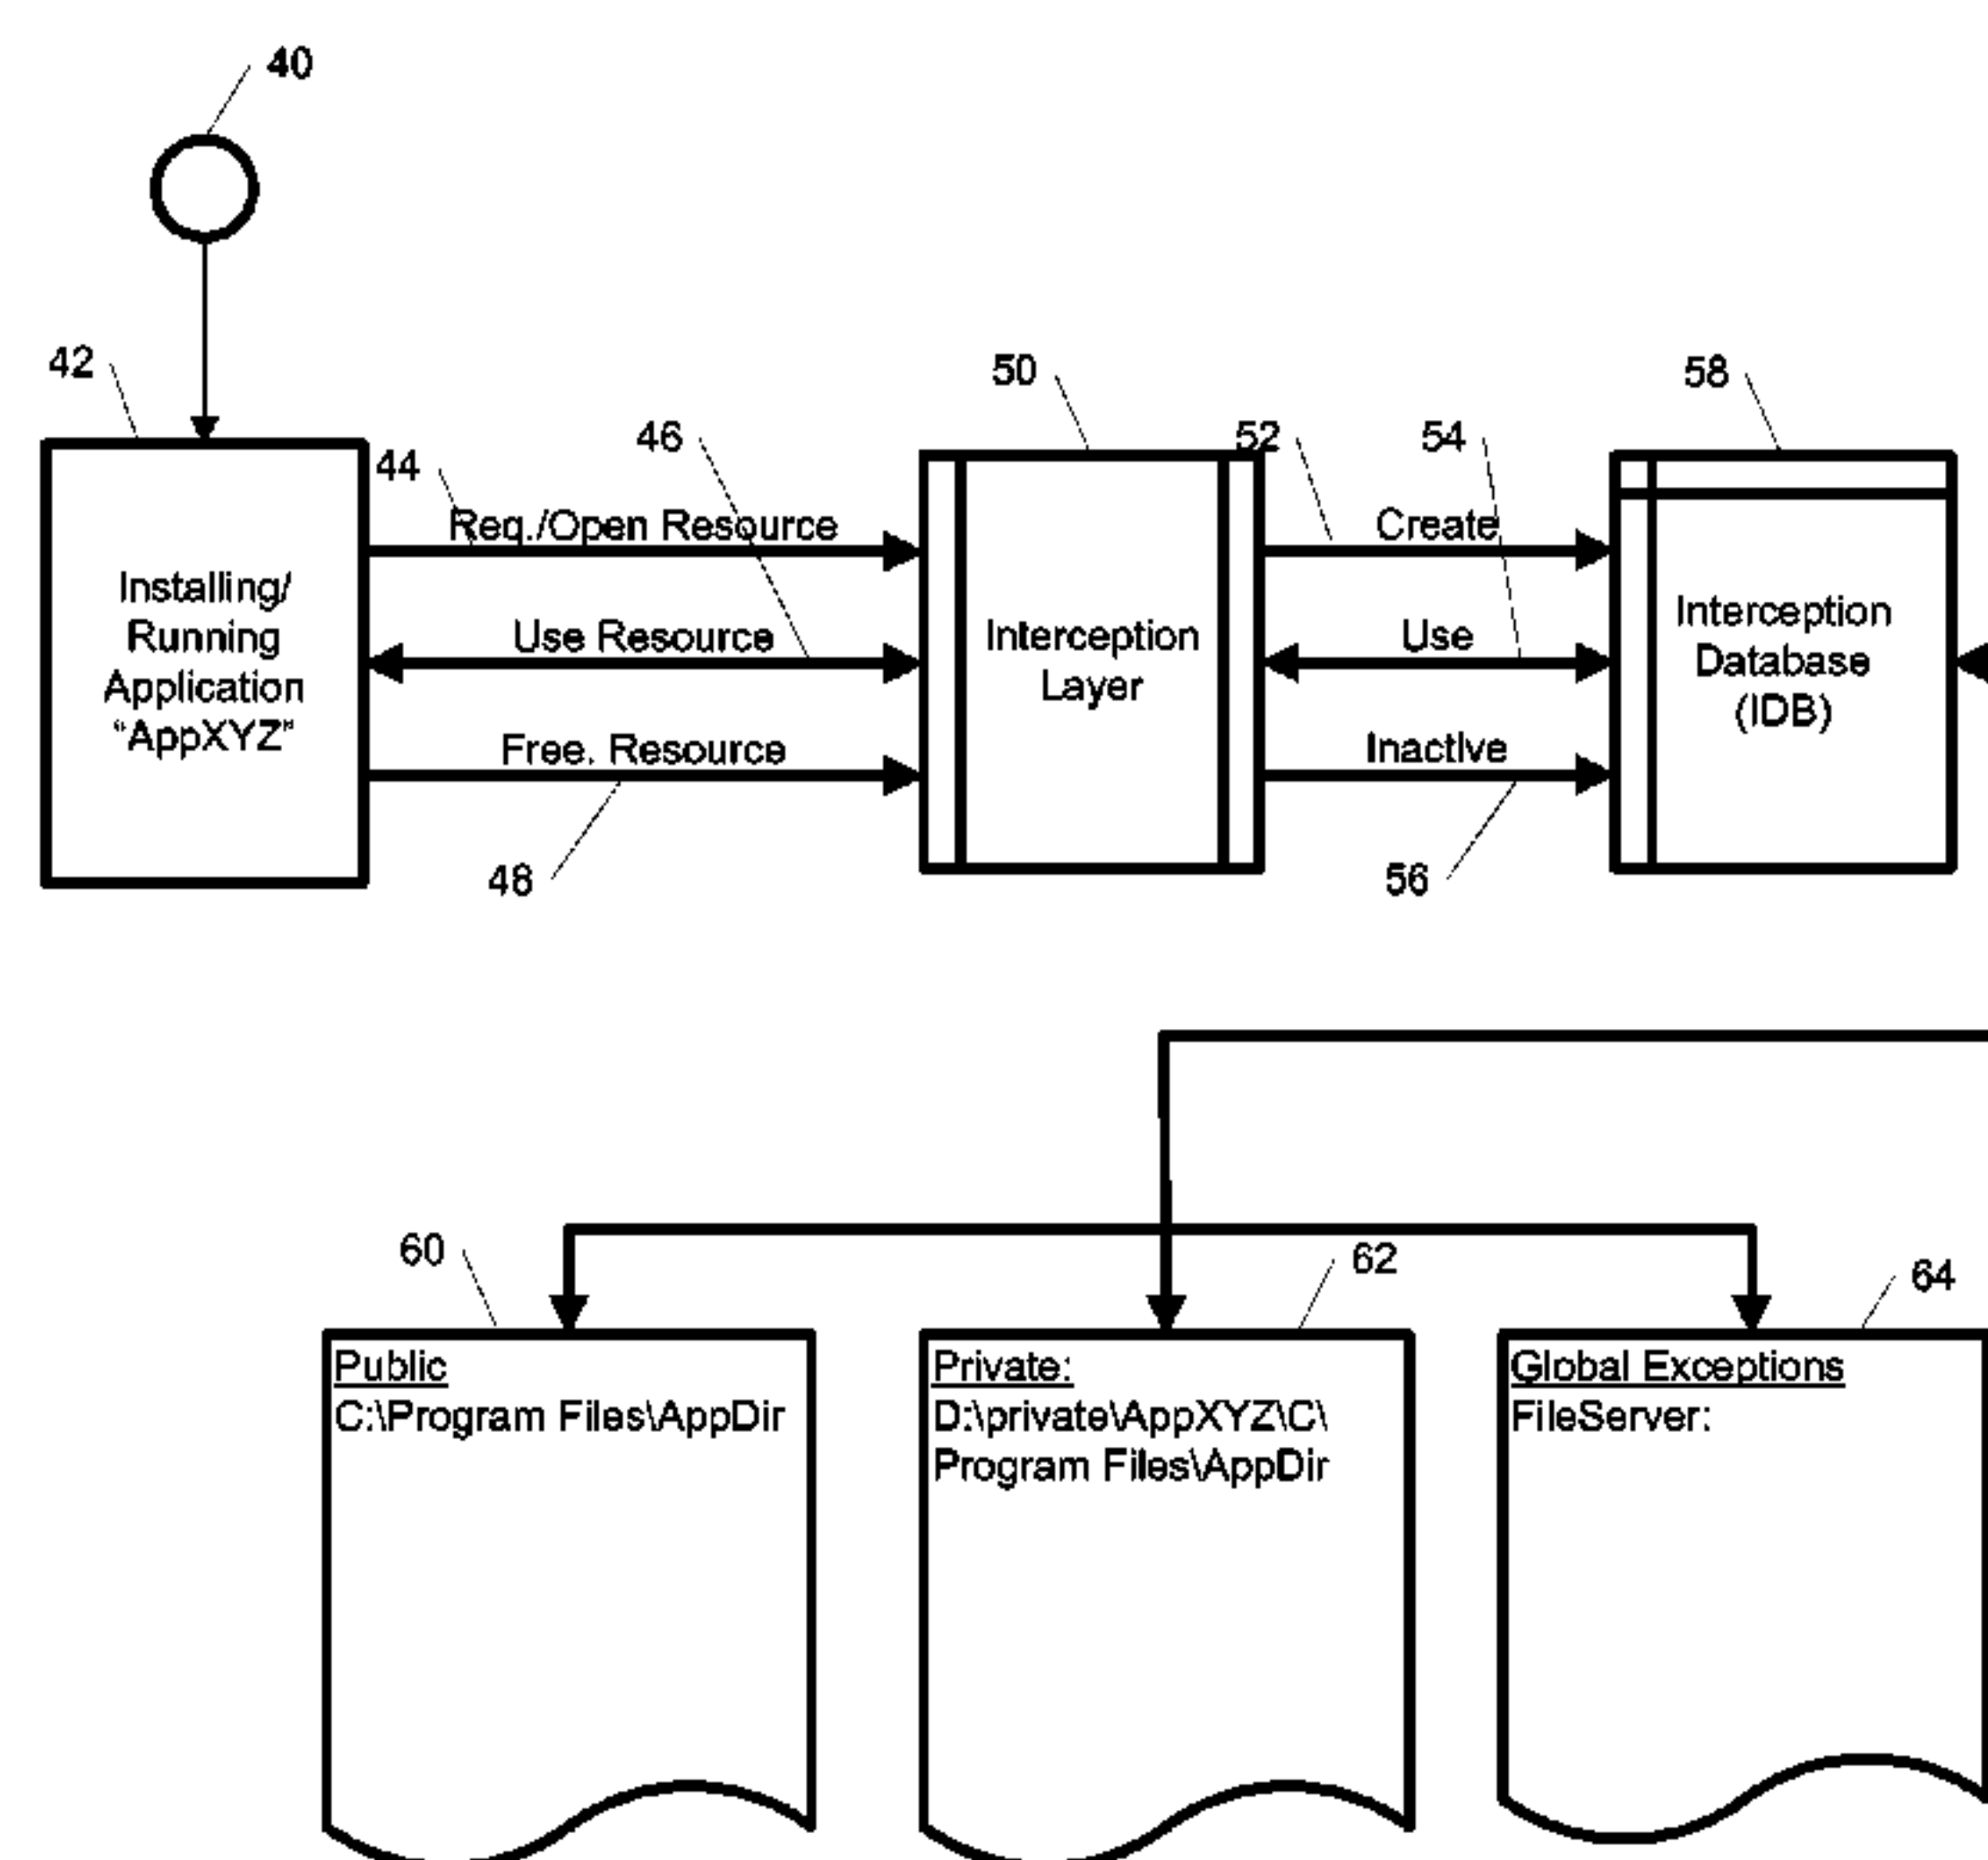 40
42
50
58
46
52
54
44
Req./Open Resource
Create
Installing/
Running
Application
"AppXYZ"
Use Resource
Interception
Layer
Use
Interception
Database
(IDB)
Free. Resource
Inactive
48
56
60
62
64
Public
C:\Program Files\AppDir
Private:
D:\private\AppXYZ\C\
Program Files\AppDir
Global Exceptions
FileServer: